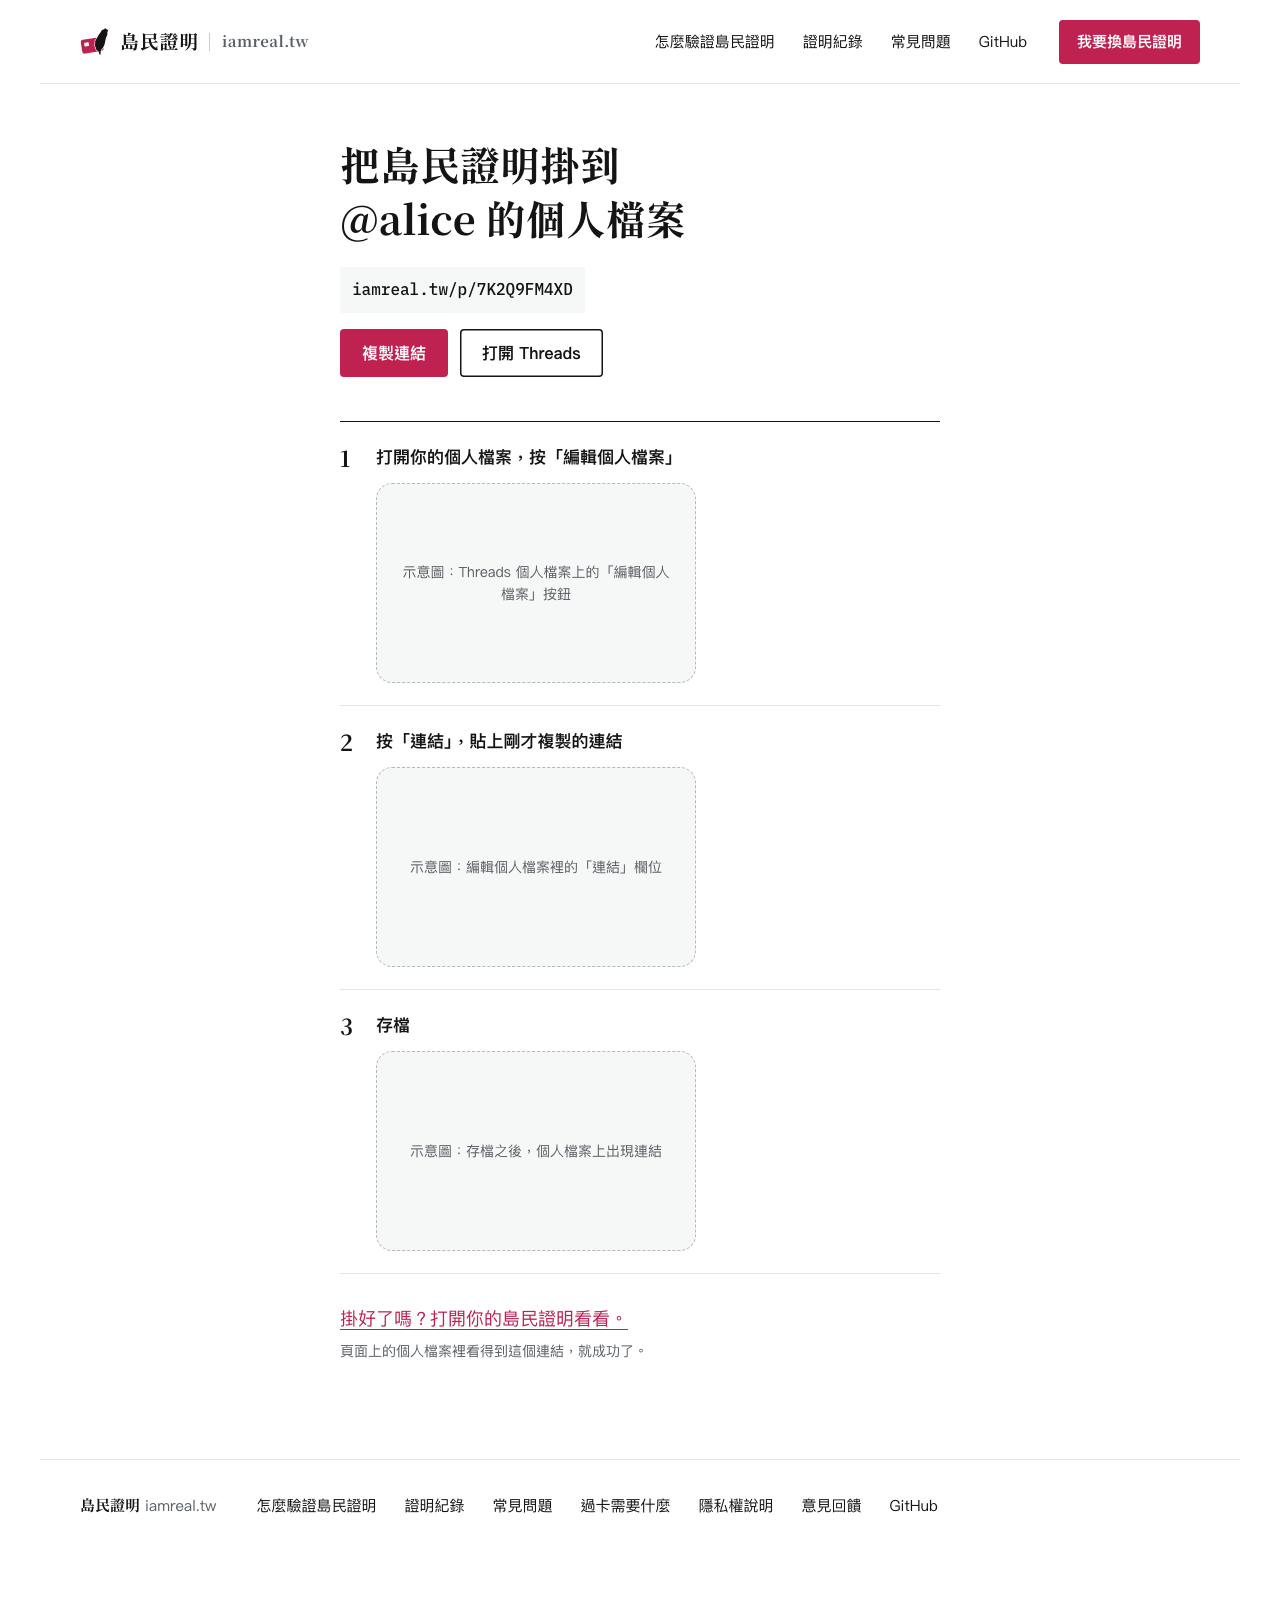 島民證明 iamreal.tw 怎麼驗證島民證明 證明紀錄 常見問題 GitHub 我要換島民證明
把島民證明掛到
@alice 的個人檔案
iamreal.tw/p/7K2Q9FM4XD
複製連結 打開 Threads
1 打開你的個人檔案，按「編輯個人檔案」
示意圖：Threads 個人檔案上的「編輯個人
檔案」按鈕
2 按「連結」，貼上剛才複製的連結
示意圖：編輯個人檔案裡的「連結」欄位
3 存檔
示意圖：存檔之後，個人檔案上出現連結
掛好了嗎？打開你的島民證明看看。
頁面上的個人檔案裡看得到這個連結，就成功了。
島民證明 iamreal.tw 怎麼驗證島民證明 證明紀錄 常見問題 過卡需要什麼 隱私權說明 意見回饋 GitHub